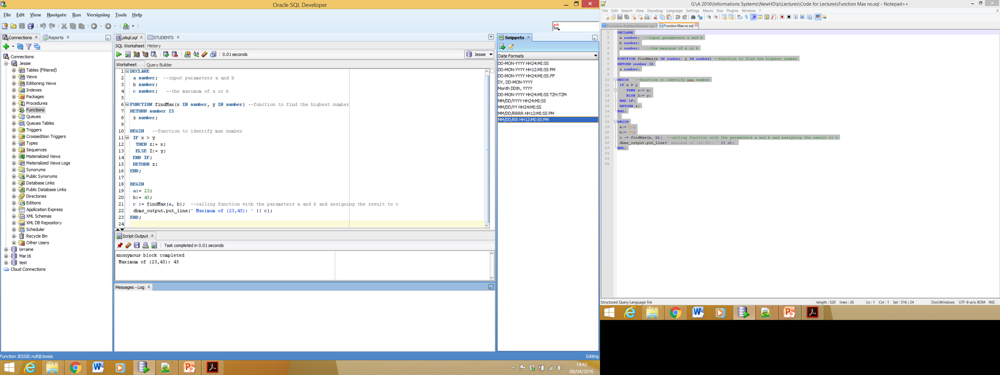 Oracle SQL Developer
File Edit View Navigate Run Versioning Tools Help
ask
Tom
Connections
Reports
Connections
Jessie
Tables (Filtered)
Views
Editioning Views
Indexes
Packages
Procedures
Functions
Queues
Queues Tables
Triggers
Crossedition Triggers
Types
Sequences
Materialized Views
Materialized Views Logs
Synonyms
Public Synonyms
Database Links
Public Database Links
Directories
Editions
Application Express
XML Schemas
XML DB Repository
Scheduler
Recycle Bin
Other Users
lorraine
Mar16
test
Cloud Connections
plsql.sql STUDENTS
SQL Worksheet History
0.01 seconds
Jessie
Worksheet Query Builder
1 DECLARE
2 a number; --input parameters a and b
3 b number;
4 c number; --the maximum of a or b
5
6 FUNCTION findMax(x IN number, y IN number) --function to find the highest number
7 RETURN number IS
8 z number;
9
10 BEGIN --function to identify max number
11 IF x > y
12 THEN z:= x;
13 ELSE Z:= y;
14 END IF;
15 RETURN z;
16 END;
17
18 BEGIN
19 a:= 23;
20 b:= 45;
21 c := findMax(a, b); --calling function with the parameters a and b and assigning the result to c
22 dbms_output.put_line(' Maximum of (23,45): ' || c);
23 END;
24
Script Output
Task completed in 0.01 seconds
anonymous block completed
Maximum of (23,45): 45
Messages - Log
Snippets
Date Formats
DD-MON-YYYY HH24:MI:SS
DD-MON-YYYY HH12:MI:SS PM
DD-MON-YYYY HH24:MI:SS.FF
DY, DD-MON-YYYY
Month DDth, YYYY
DD-MON-YYYY HH24:MI:SS TZH:TZM
MM/DD/YYYY HH24:MI:SS
MM/DD/YY HH24:MI:SS
MM/DD/RRRR HH12:MI:SS PM
MM/DD/RR HH12:MI:SS PM
Function JESSIE.null@Jessie
Editing
14:42
08/04/2016
G:\A 2016\Informations Systems\NewHDip\Lectures\Code for Lectures\Function Max no.sql - Notepad++
File Edit Search View Encoding Language Settings Macro Run Plugins Window ?
Procedure AddNewStudent.sql Function Max no.sql
1 DECLARE
2 a number; --input parameters a and b
3 b number;
4 c number; --the maximum of a or b
5
6 FUNCTION findMax(x IN number, y IN number) --function to find the highest number
7 RETURN number IS
8 z number;
9
10 BEGIN --function to identify max number
11 IF x > y
12 THEN z:= x;
13 ELSE Z:= y;
14 END IF;
15 RETURN z;
16 END;
17
18 BEGIN
19 a:= 23;
20 b:= 45;
21 c := findMax(a, b); --calling function with the parameters a and b and assigning the result to c
22 dbms_output.put_line(' Maximum of (23,45): ' || c);
23 END;
24
25
26
Structured Query Language file
length : 520 lines : 26
Ln : 1 Col : 1 Sel : 516 | 24
Dos\Windows
UTF-8 w/o BOM
INS